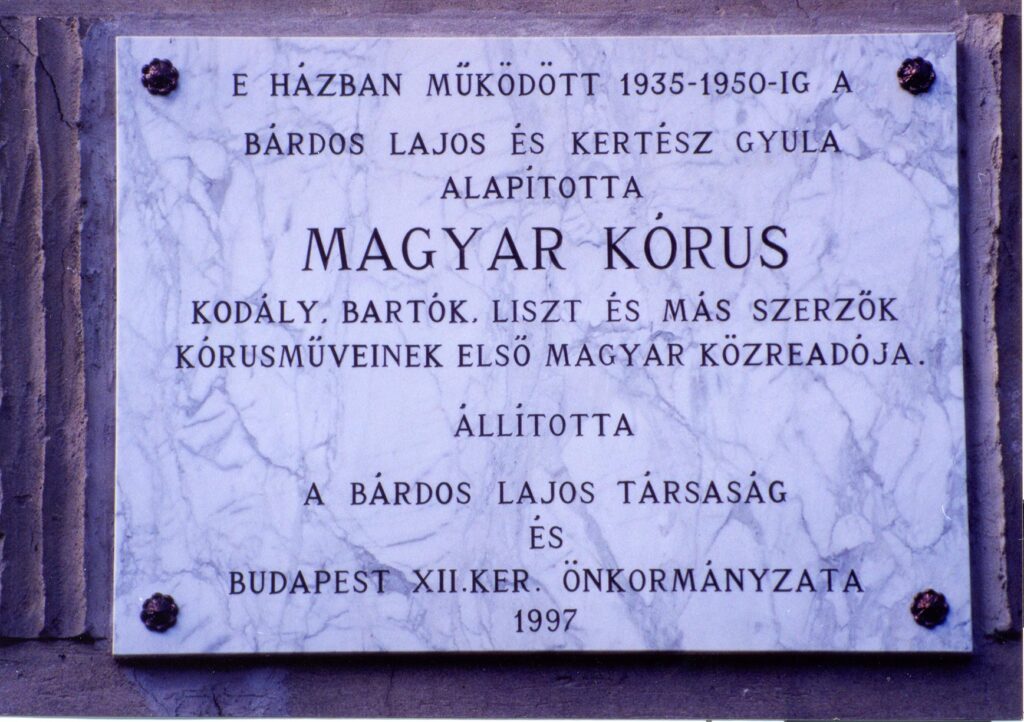 E HÁZBAN MŰKÖDÖTT 1935-1950-IG A
BÁRDOS LAJOS ÉS KERTÉSZ GYULA
ALAPÍTOTTA
MAGYAR KÓRUS
KODÁLY, BARTÓK, LISZT ÉS MÁS SZERZŐK
KÓRUSMŰVEINEK ELSŐ MAGYAR KÖZREADÓJA.
ÁLLÍTOTTA
A BÁRDOS LAJOS TÁRSASÁG
ÉS
BUDAPEST XII.KER. ÖNKORMÁNYZATA
1997